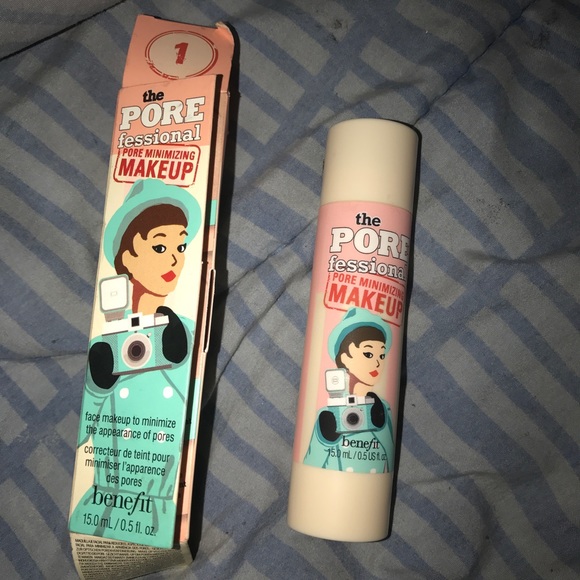 1
the
PORE
fessional
PORE MINIMIZING
MAKEUP
face makeup to minimize
the appearance of pores
correcteur de teint pour
minimiser l'apparence
des pores
benefit
15.0 mL / 0.5 fl. oz.
the
PORE
fessional
PORE MINIMIZING
MAKEUP
benefit
15.0 mL / 0.5 US fl. oz.